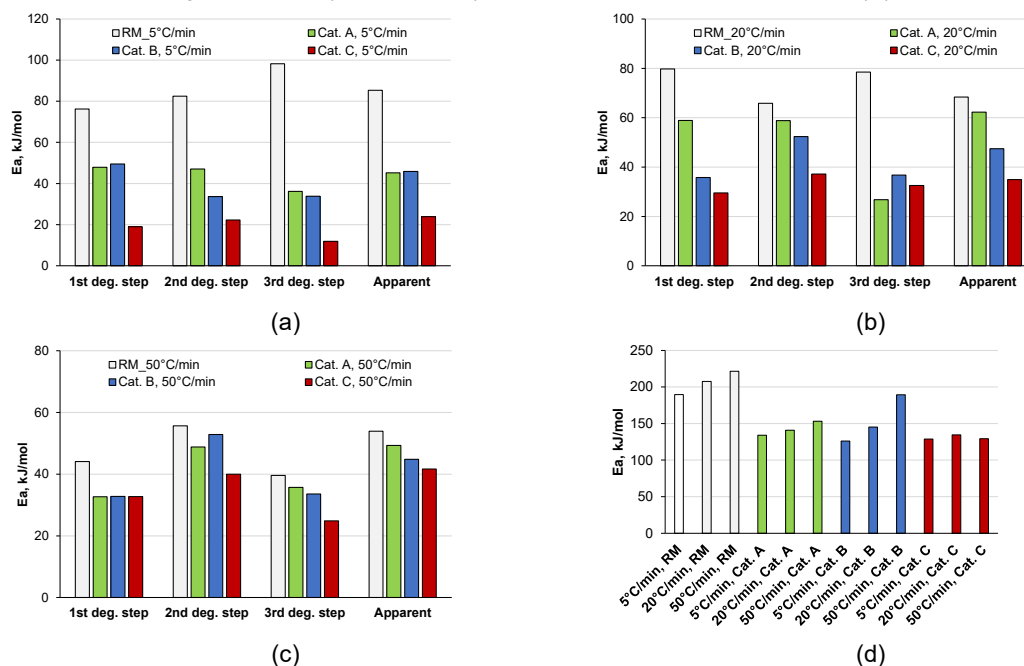 120
100
80
60
40
20
0
Ea, kJ/mol
RM_5°C/min
Cat. A, 5°C/min
Cat. B, 5°C/min
Cat. C, 5°C/min
1st deg. step
2nd deg. step
3rd deg. step
Apparent
(a)
100
80
60
40
20
0
Ea, kJ/mol
RM_20°C/min
Cat. A, 20°C/min
Cat. B, 20°C/min
Cat. C, 20°C/min
1st deg. step
2nd deg. step
3rd deg. step
Apparent
(b)
80
60
40
20
0
Ea, kJ/mol
RM_50°C/min
Cat. A, 50°C/min
Cat. B, 50°C/min
Cat. C, 50°C/min
1st deg. step
2nd deg. step
3rd deg. step
Apparent
(c)
250
200
150
100
50
0
Ea, kJ/mol
5°C/min, RM
20°C/min, RM
50°C/min, RM
5°C/min, Cat. A
20°C/min, Cat. A
50°C/min, Cat. A
5°C/min, Cat. B
20°C/min, Cat. B
50°C/min, Cat. B
5°C/min, Cat. C
20°C/min, Cat. C
50°C/min, Cat. C
(d)